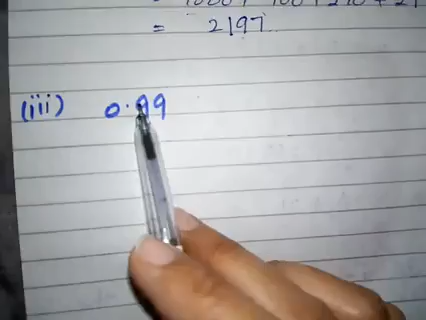 = 2197
(iii) 0.99